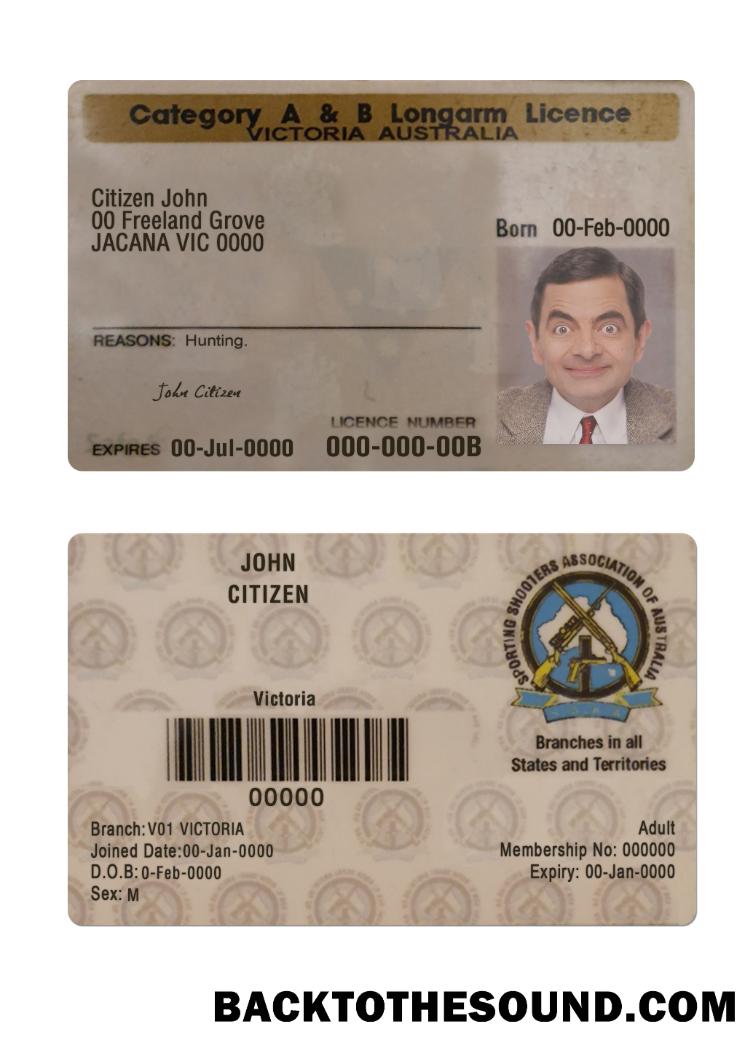 Category A & B Longarm Licence
VICTORIA AUSTRALIA
Citizen John
00 Freeland Grove
JACANA VIC 0000
Born 00-Feb-0000
REASONS: Hunting.
John Citizen
LICENCE NUMBER
EXPIRES 00-Jul-0000 000-000-00B
JOHN
CITIZEN
SPORTING SHOOTERS ASSOCIATION OF AUSTRALIA
Victoria
00000
Branches in all
States and Territories
Branch: V01 VICTORIA
Joined Date: 00-Jan-0000
D.O.B: 0-Feb-0000
Sex: M
Adult
Membership No: 000000
Expiry: 00-Jan-0000
BACKTOTHESOUND.COM